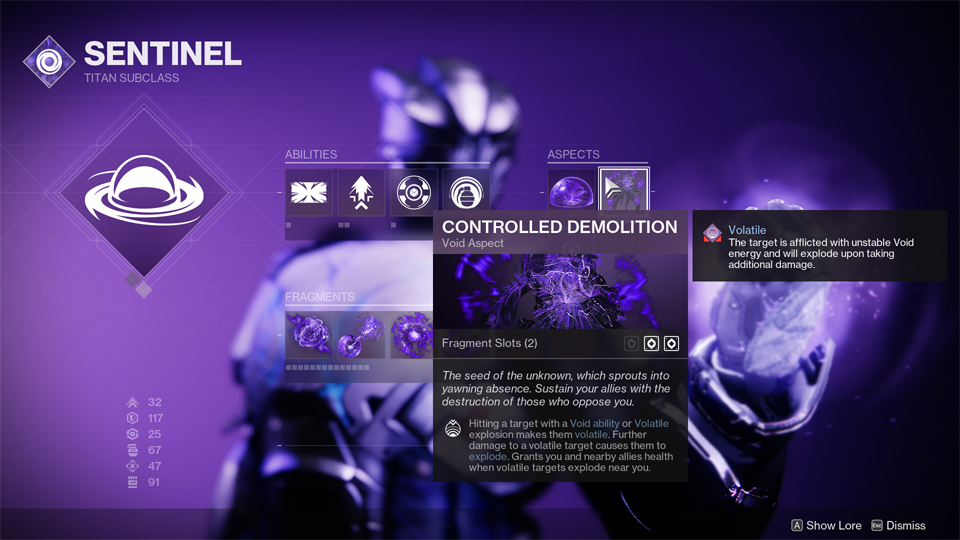 SENTINEL
TITAN SUBCLASS
ABILITIES
ASPECTS
CONTROLLED DEMOLITION
Void Aspect
Volatile
The target is afflicted with unstable Void
energy and will explode upon taking
additional damage.
FRAGMENTS
Fragment Slots (2)
The seed of the unknown, which sprouts into
yawning absence. Sustain your allies with the
destruction of those who oppose you.
Hitting a target with a Void ability or Volatile
explosion makes them volatile. Further
damage to a volatile target causes them to
explode. Grants you and nearby allies health
when volatile targets explode near you.
32
117
25
67
47
91
A Show Lore Esc Dismiss